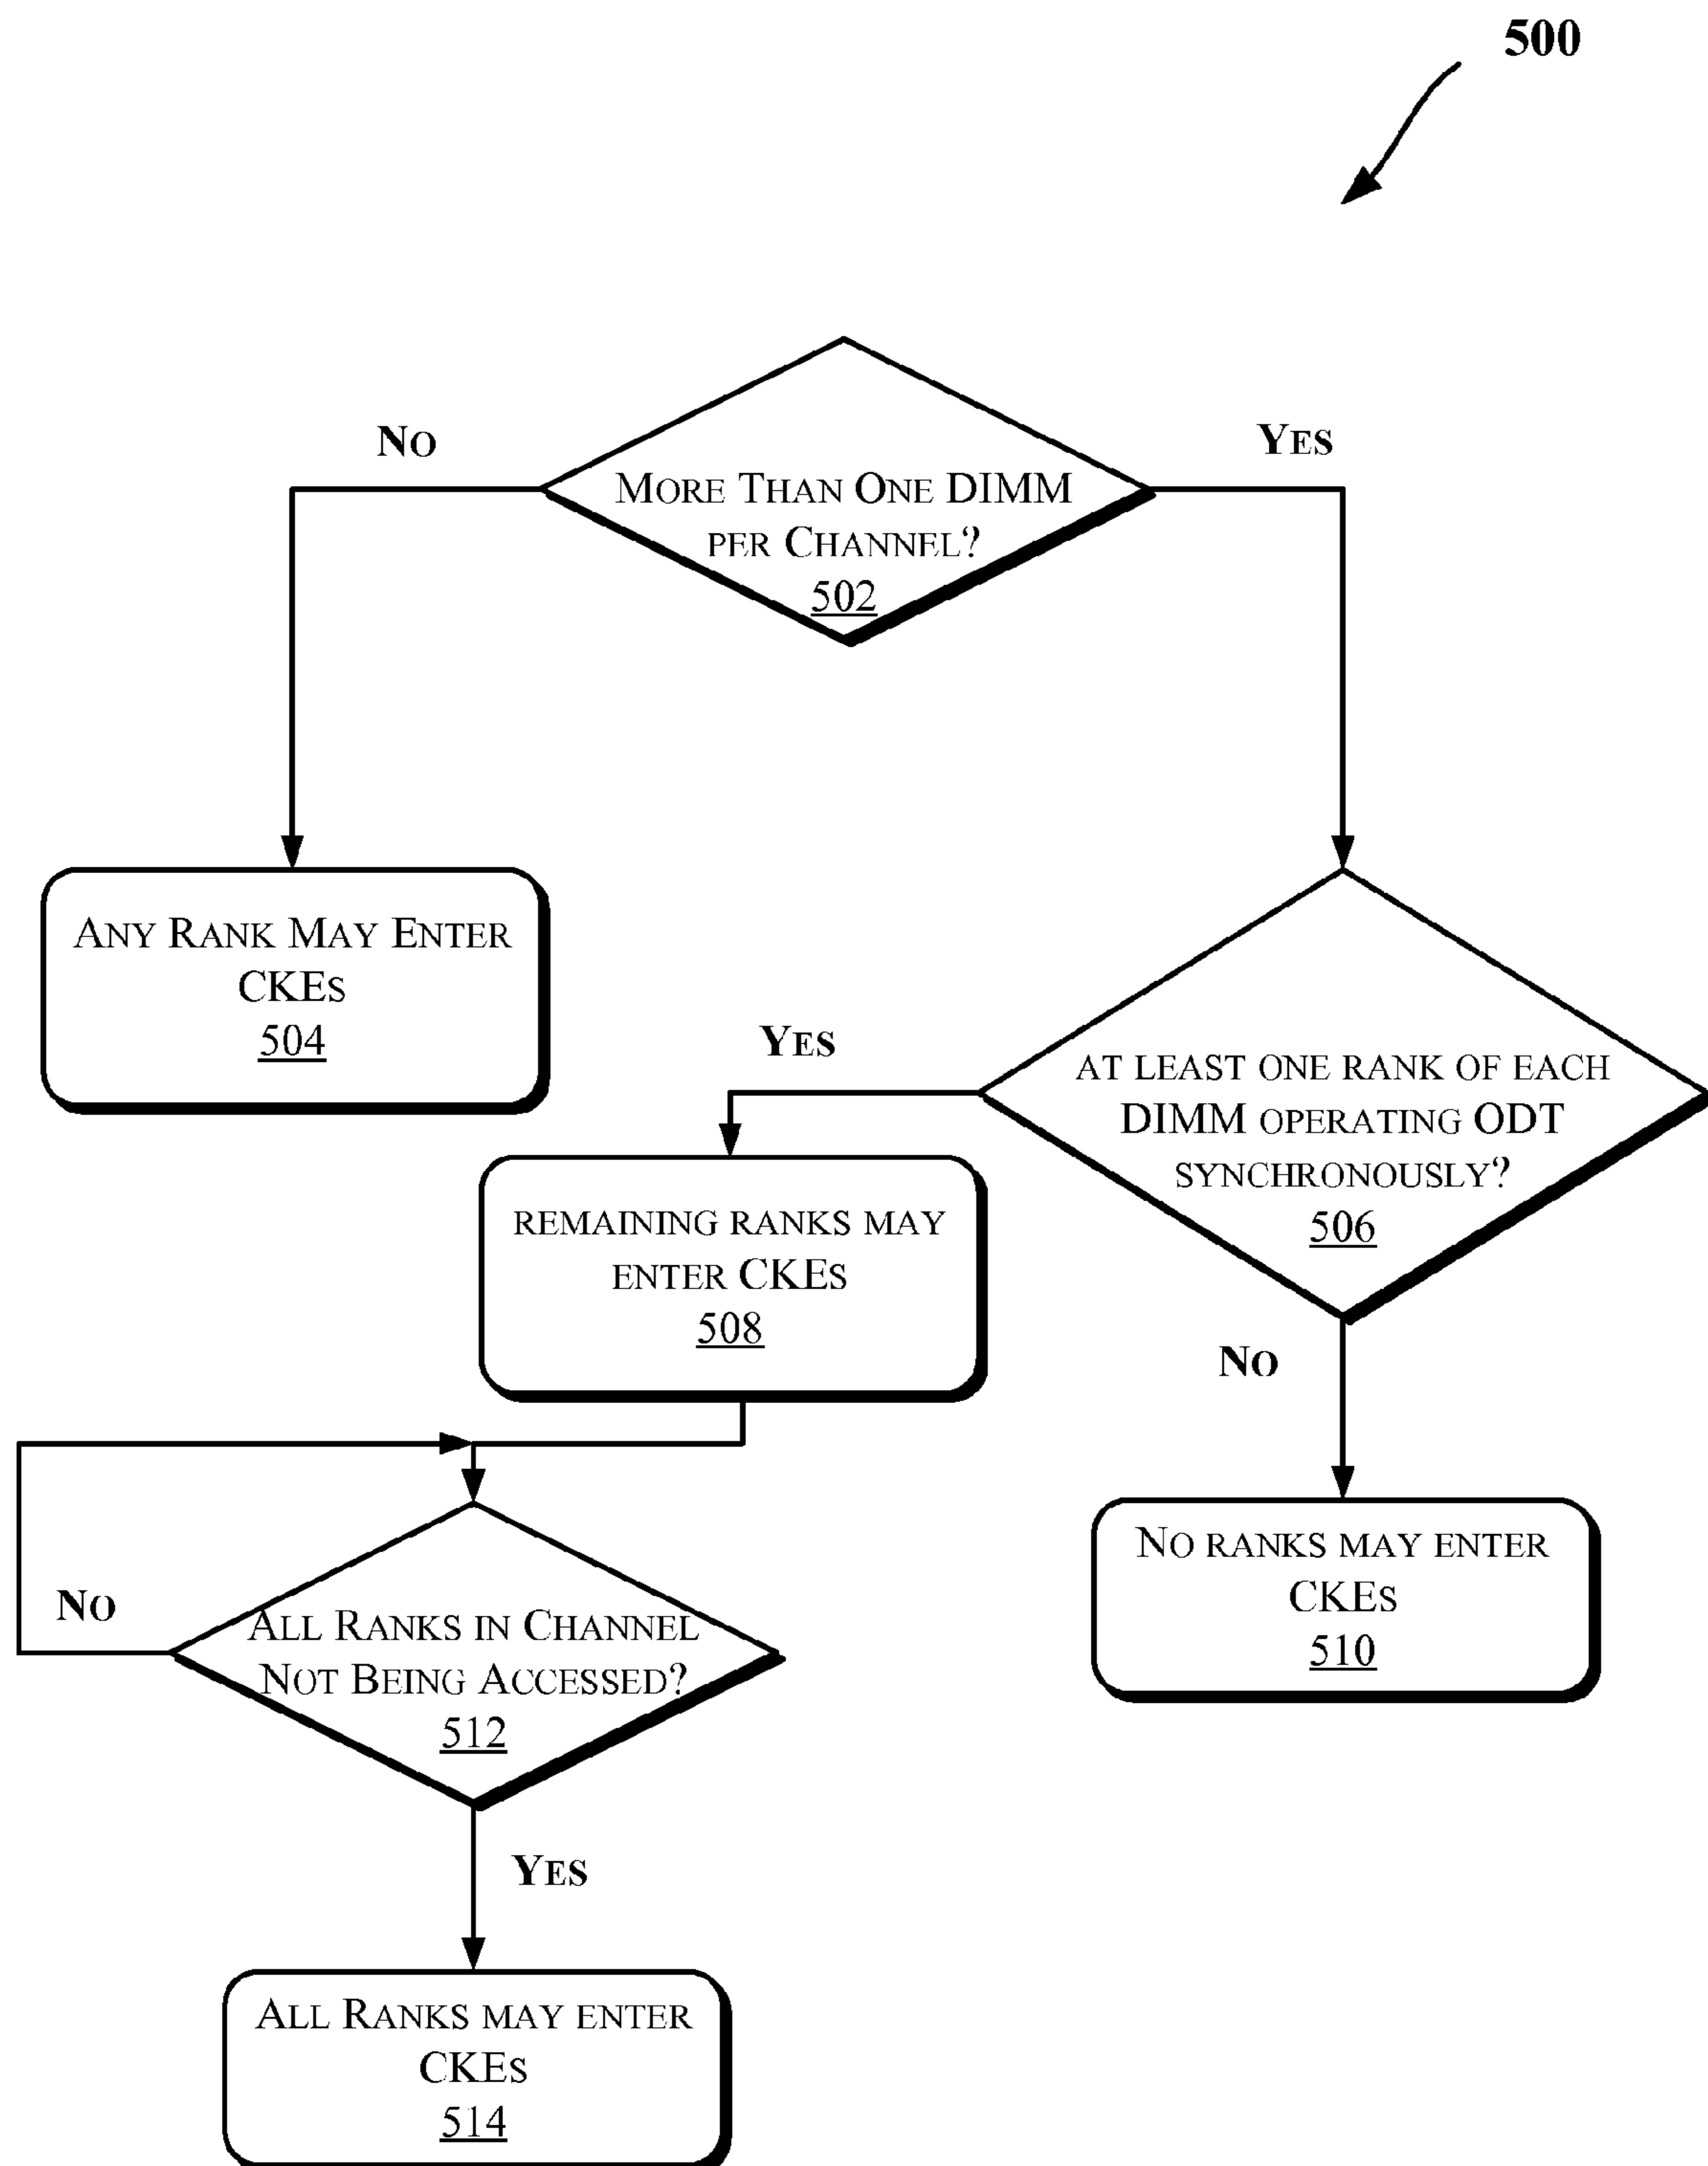 500
No
Yes
More Than One DIMM
per Channel?
502
Any Rank May Enter
CKEs
504
Yes
at least one rank of each
DIMM operating ODT
synchronously?
506
remaining ranks may
enter CKEs
508
No
No ranks may enter
CKEs
510
No
All Ranks in Channel
Not Being Accessed?
512
Yes
All Ranks may enter
CKEs
514